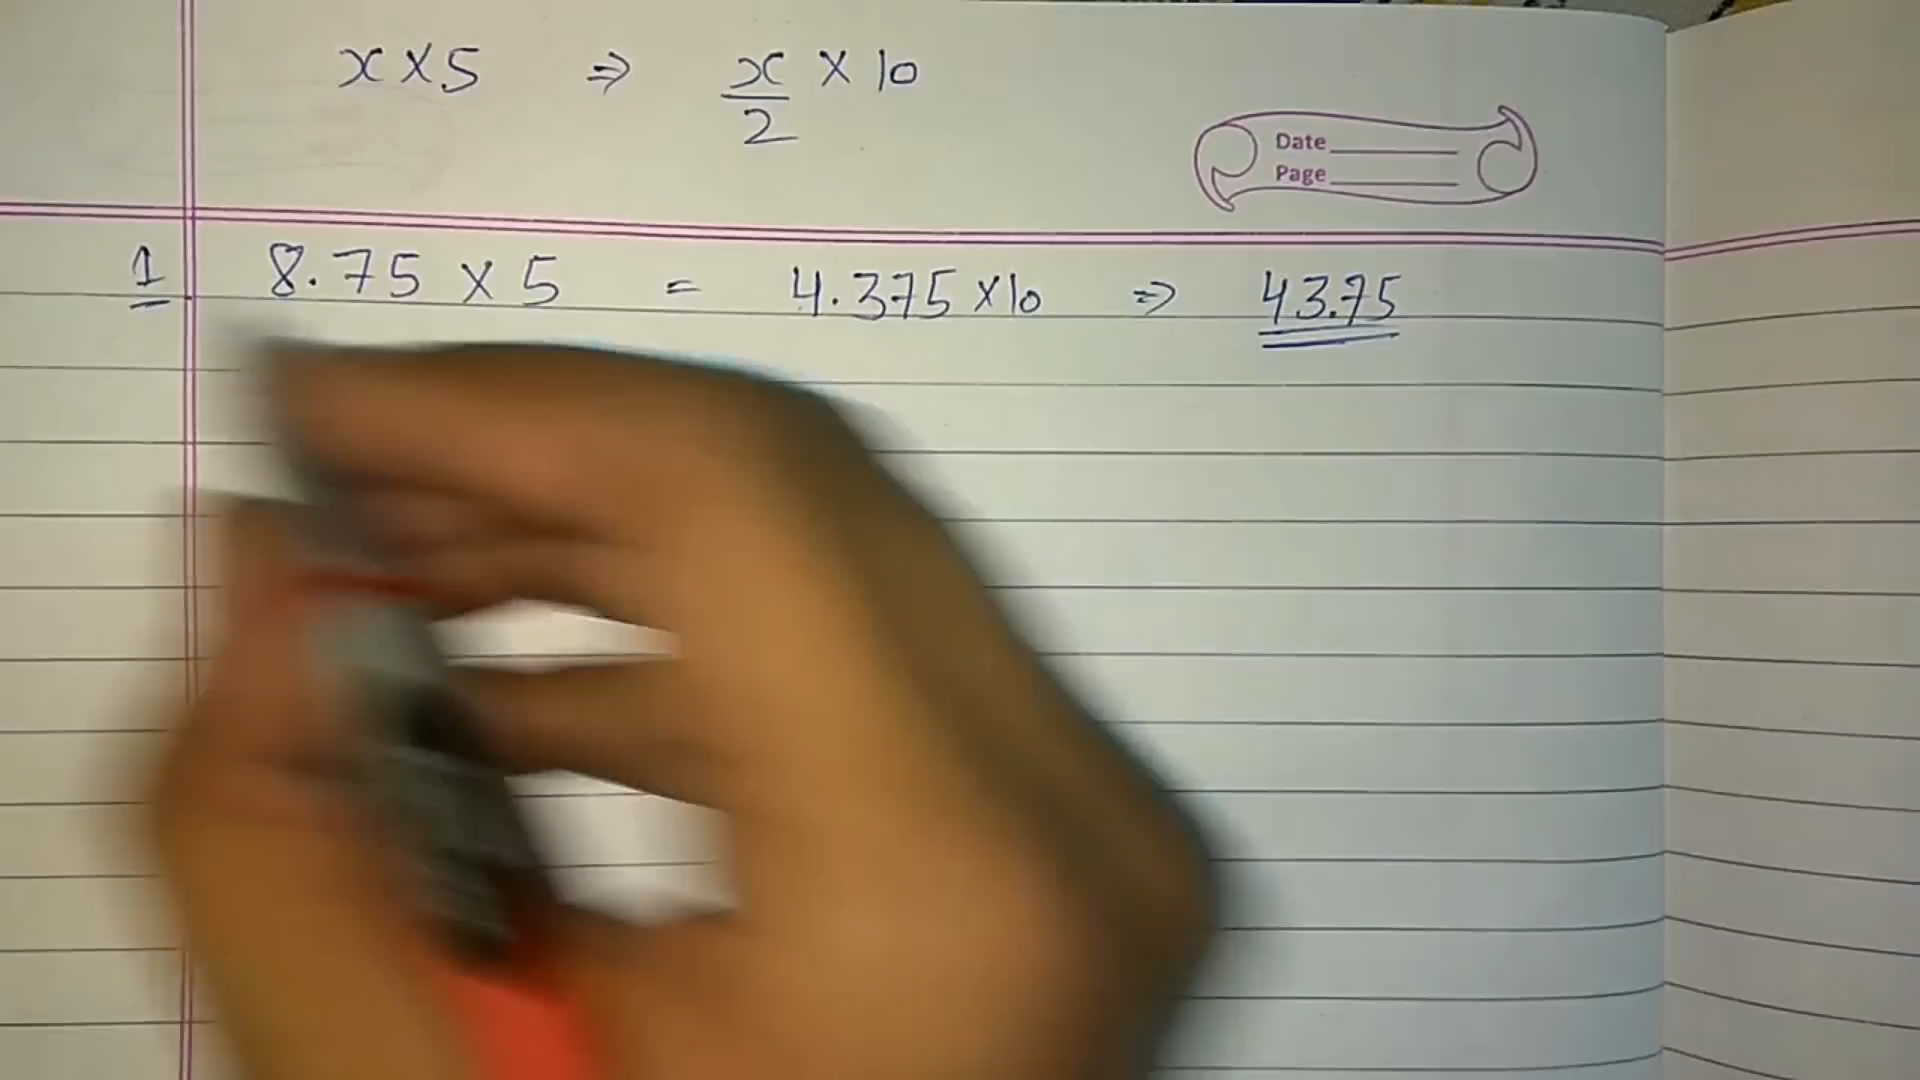 x × 5 ⇒ x/2 × 10
Date
Page
1 8.75 × 5 = 4.375 × 10 ⇒ 43.75